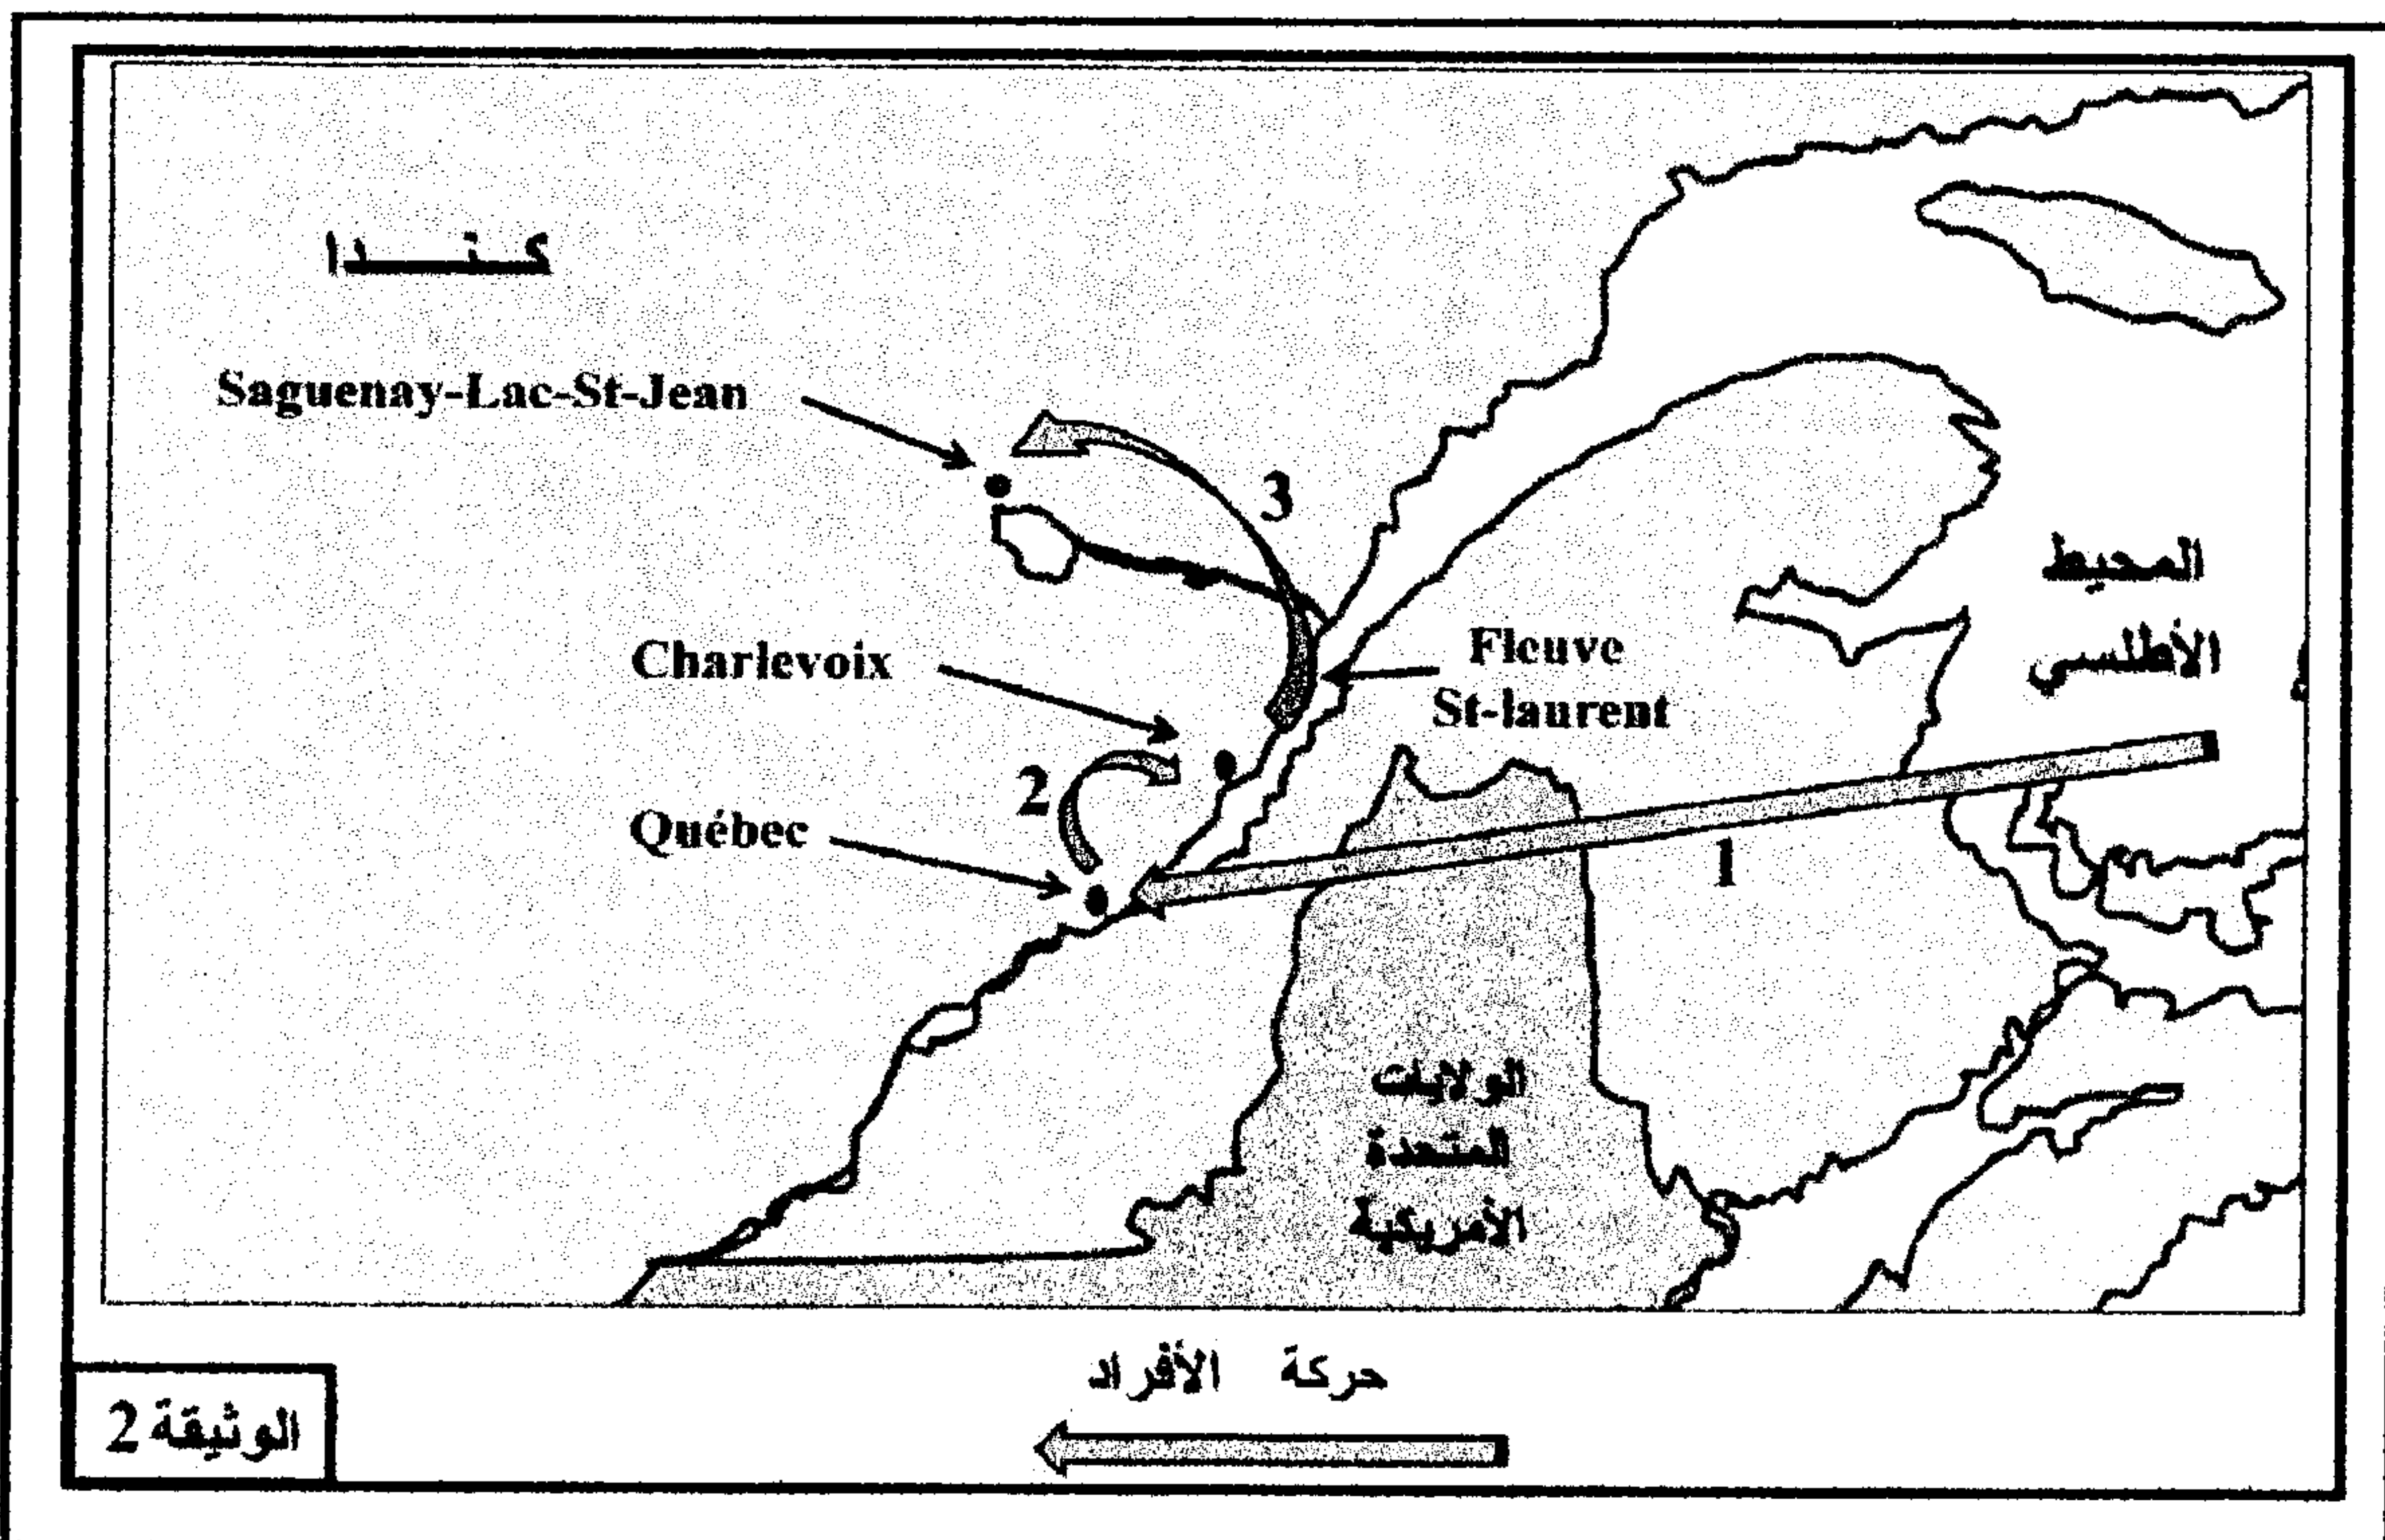 كـنـــدا
Saguenay-Lac-St-Jean
3
المحيط
الأطلسي
Charlevoix
Fleuve
St-laurent
2
Québec
1
الولايات
المتحدة
الأمريكية
حركة الأفراد
الوثيقة 2